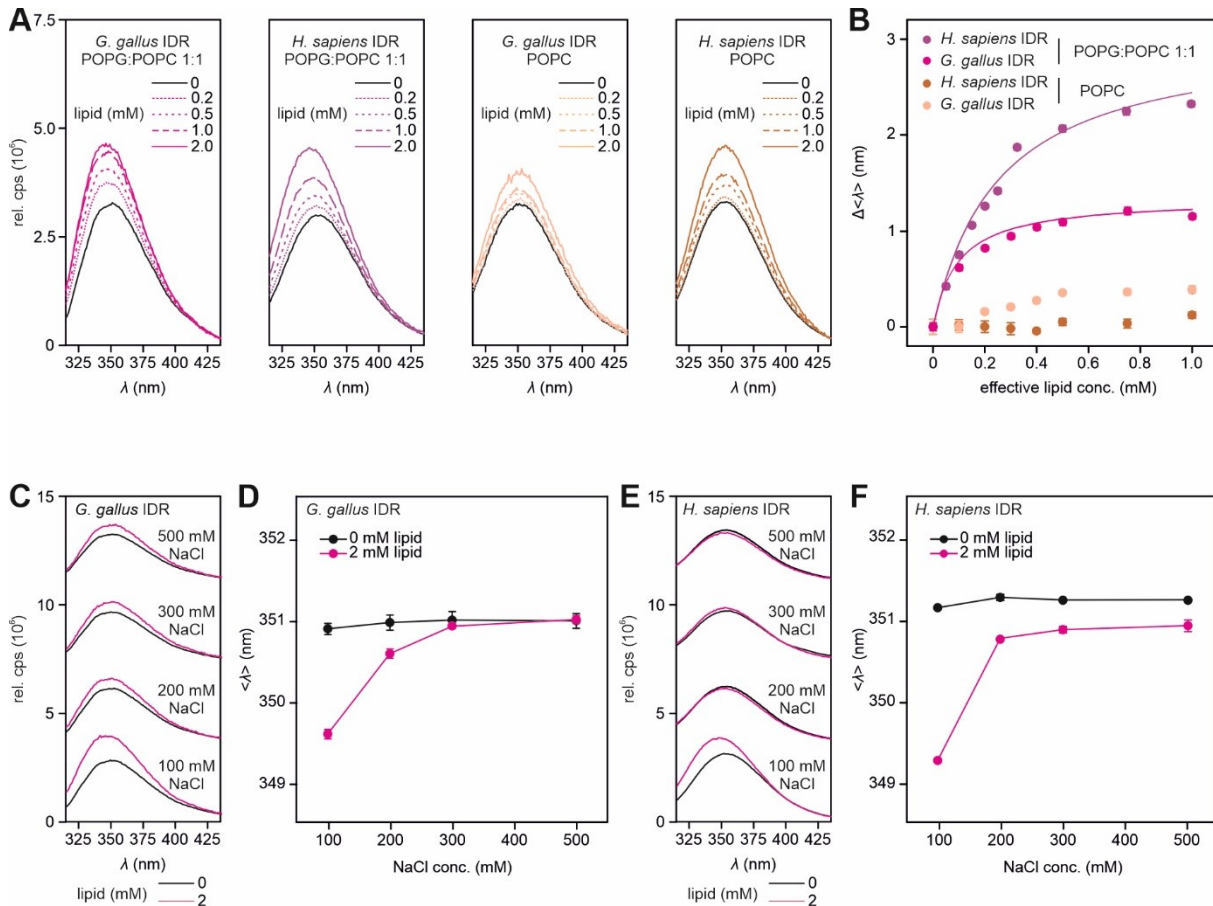 A
7.5
5.0
2.5
0
rel. cps (10⁶)
G. gallus IDR
POPG:POPC 1:1
lipid (mM)
0
0.2
0.5
1.0
2.0
325 350 375 400 425
λ (nm)
H. sapiens IDR
POPG:POPC 1:1
lipid (mM)
0
0.2
0.5
1.0
2.0
325 350 375 400 425
λ (nm)
G. gallus IDR
POPC
lipid (mM)
0
0.2
0.5
1.0
2.0
325 350 375 400 425
λ (nm)
H. sapiens IDR
POPC
lipid (mM)
0
0.2
0.5
1.0
2.0
325 350 375 400 425
λ (nm)
B
3
2
1
0
Δ<λ> (nm)
H. sapiens IDR
G. gallus IDR
POPG:POPC 1:1
H. sapiens IDR
G. gallus IDR
POPC
0 0.2 0.4 0.6 0.8 1.0
effective lipid conc. (mM)
C
15
10
5
0
rel. cps (10⁶)
G. gallus IDR
500 mM
NaCl
300 mM
NaCl
200 mM
NaCl
100 mM
NaCl
325 350 375 400 425
λ (nm)
lipid (mM)
0
2
D
352
351
350
349
<λ> (nm)
G. gallus IDR
0 mM lipid
2 mM lipid
100 200 300 400 500
NaCl conc. (mM)
E
15
10
5
0
rel. cps (10⁶)
H. sapiens IDR
500 mM
NaCl
300 mM
NaCl
200 mM
NaCl
100 mM
NaCl
325 350 375 400 425
λ (nm)
lipid (mM)
0
2
F
352
351
350
349
<λ> (nm)
H. sapiens IDR
0 mM lipid
2 mM lipid
100 200 300 400 500
NaCl conc. (mM)